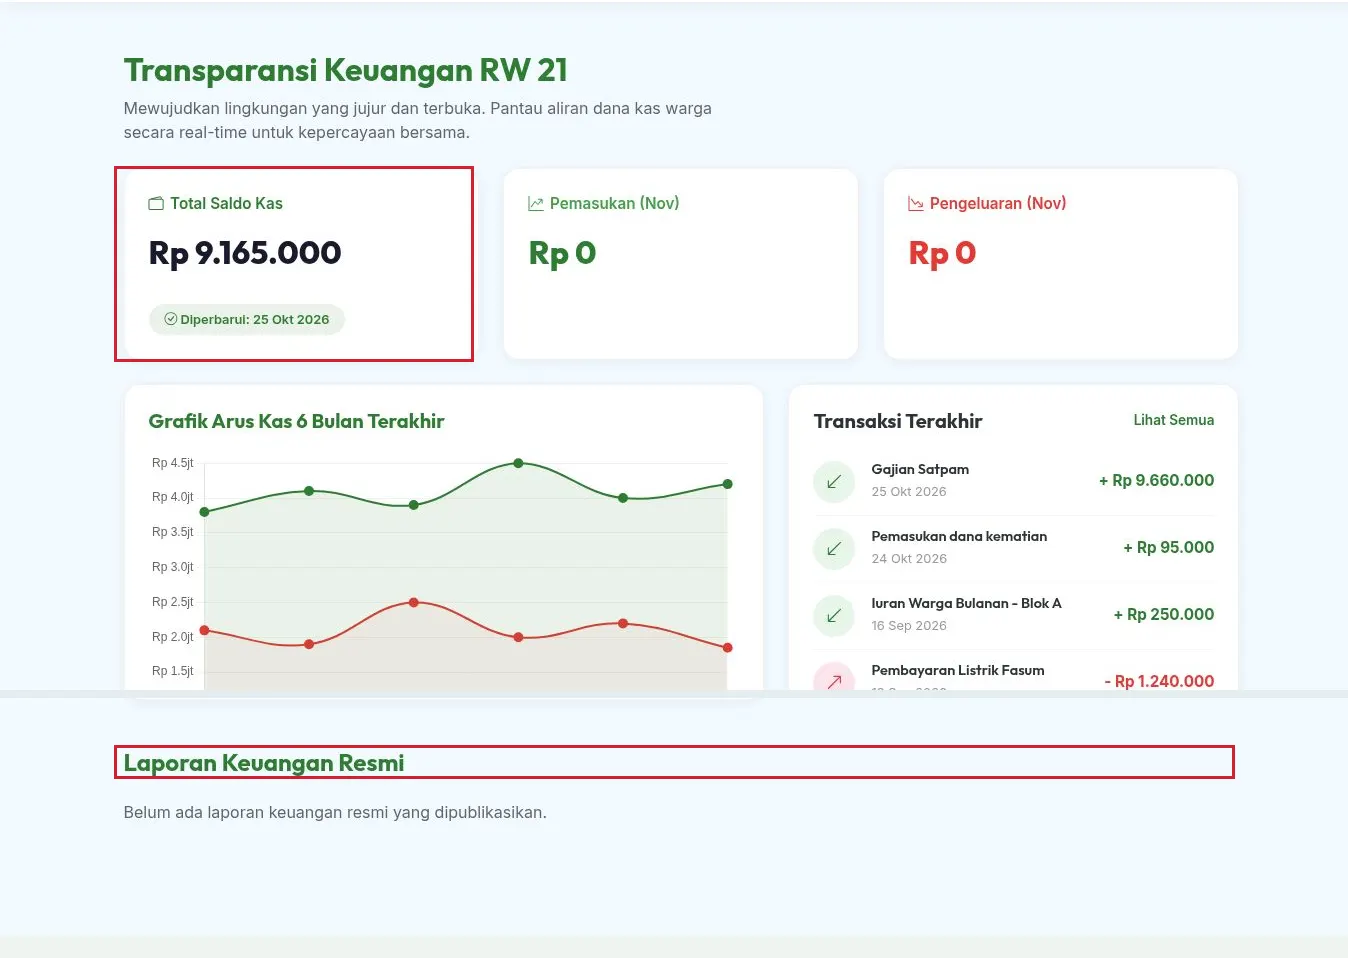 Transparansi Keuangan RW 21
Mewujudkan lingkungan yang jujur dan terbuka. Pantau aliran dana kas warga
secara real-time untuk kepercayaan bersama.
Total Saldo Kas
Rp 9.165.000
Diperbarui: 25 Okt 2026
Pemasukan (Nov)
Rp 0
Pengeluaran (Nov)
Rp 0
Grafik Arus Kas 6 Bulan Terakhir
Rp 4.5jt
Rp 4.0jt
Rp 3.5jt
Rp 3.0jt
Rp 2.5jt
Rp 2.0jt
Rp 1.5jt
Transaksi Terakhir
Lihat Semua
Gajian Satpam
25 Okt 2026
+ Rp 9.660.000
Pemasukan dana kematian
24 Okt 2026
+ Rp 95.000
Iuran Warga Bulanan - Blok A
16 Sep 2026
+ Rp 250.000
Pembayaran Listrik Fasum
- Rp 1.240.000
Laporan Keuangan Resmi
Belum ada laporan keuangan resmi yang dipublikasikan.